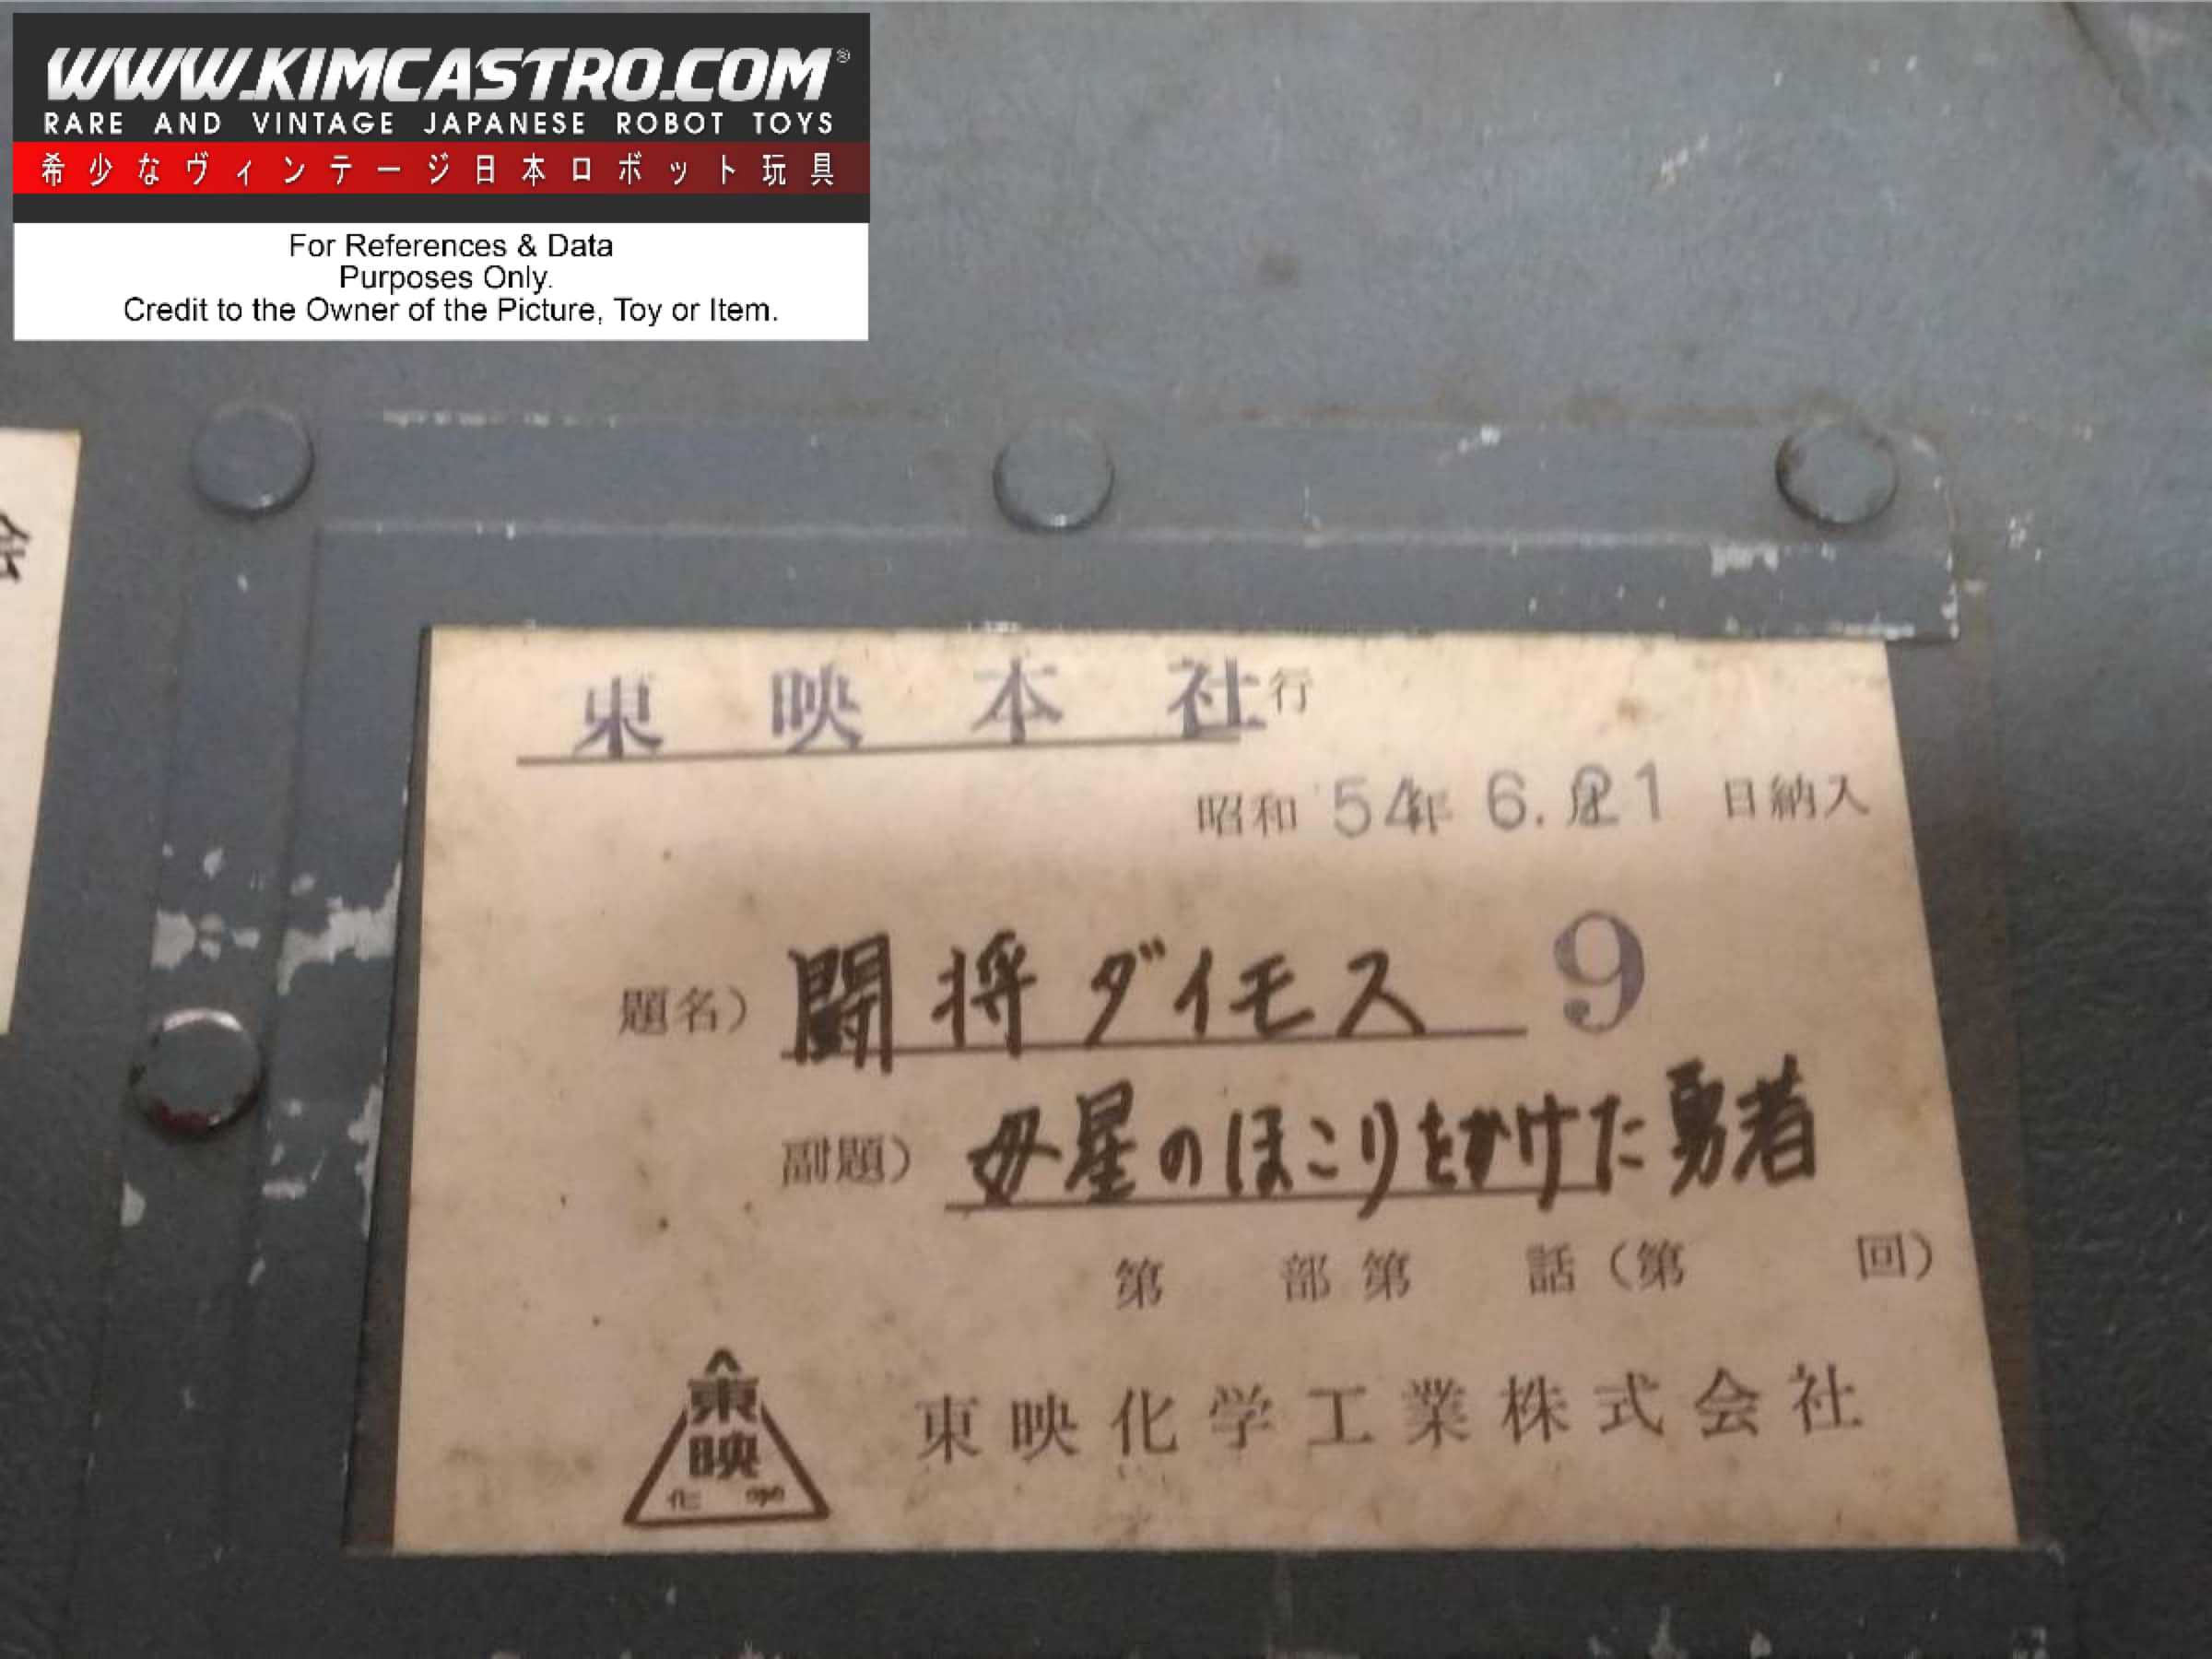 WWW.KIMCASTRO.COM®
RARE AND VINTAGE JAPANESE ROBOT TOYS
希少なヴィンテージ日本ロボット玩具
For References & Data
Purposes Only.
Credit to the Owner of the Picture, Toy or Item.
東映本社行
昭和'54年 6.月21日納入
題名) 闘将ダイモス 9
副題) 母星のほこりをかけた勇者
第 部第 話(第 回)
東映
化学
東映化学工業株式会社